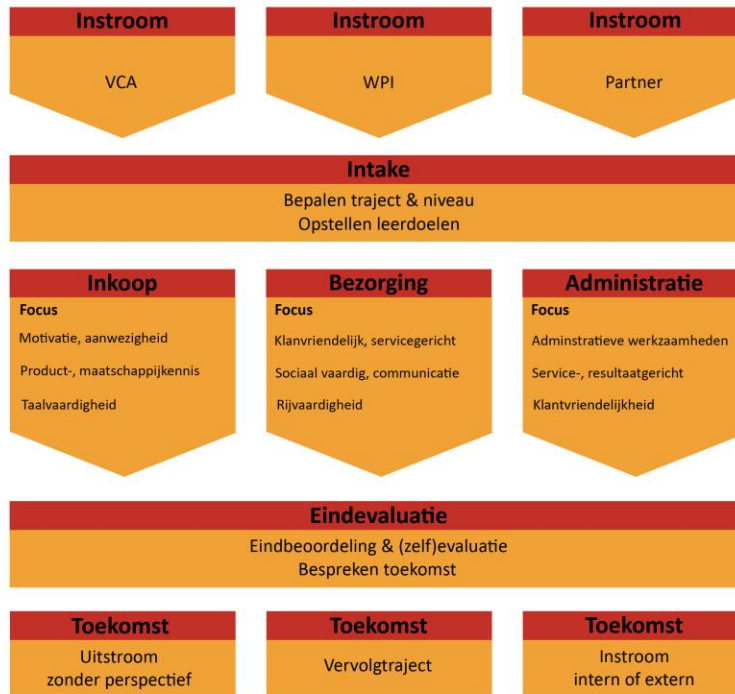 Instroom
VCA
Instroom
WPI
Instroom
Partner
Intake
Bepalen traject & niveau
Opstellen leerdoelen
Inkoop
Focus
Motivatie, aanwezigheid
Product-, maatschappijkennis
Taalvaardigheid
Bezorging
Focus
Klanvriendelijk, servicegericht
Sociaal vaardig, communicatie
Rijvaardigheid
Administratie
Focus
Adminstratieve werkzaamheden
Service-, resultaatgericht
Klantvriendelijkheid
Eindevaluatie
Eindbeoordeling & (zelf)evaluatie
Bespreken toekomst
Toekomst
Uitstroom
zonder perspectief
Toekomst
Vervolgtraject
Toekomst
Instroom
intern of extern